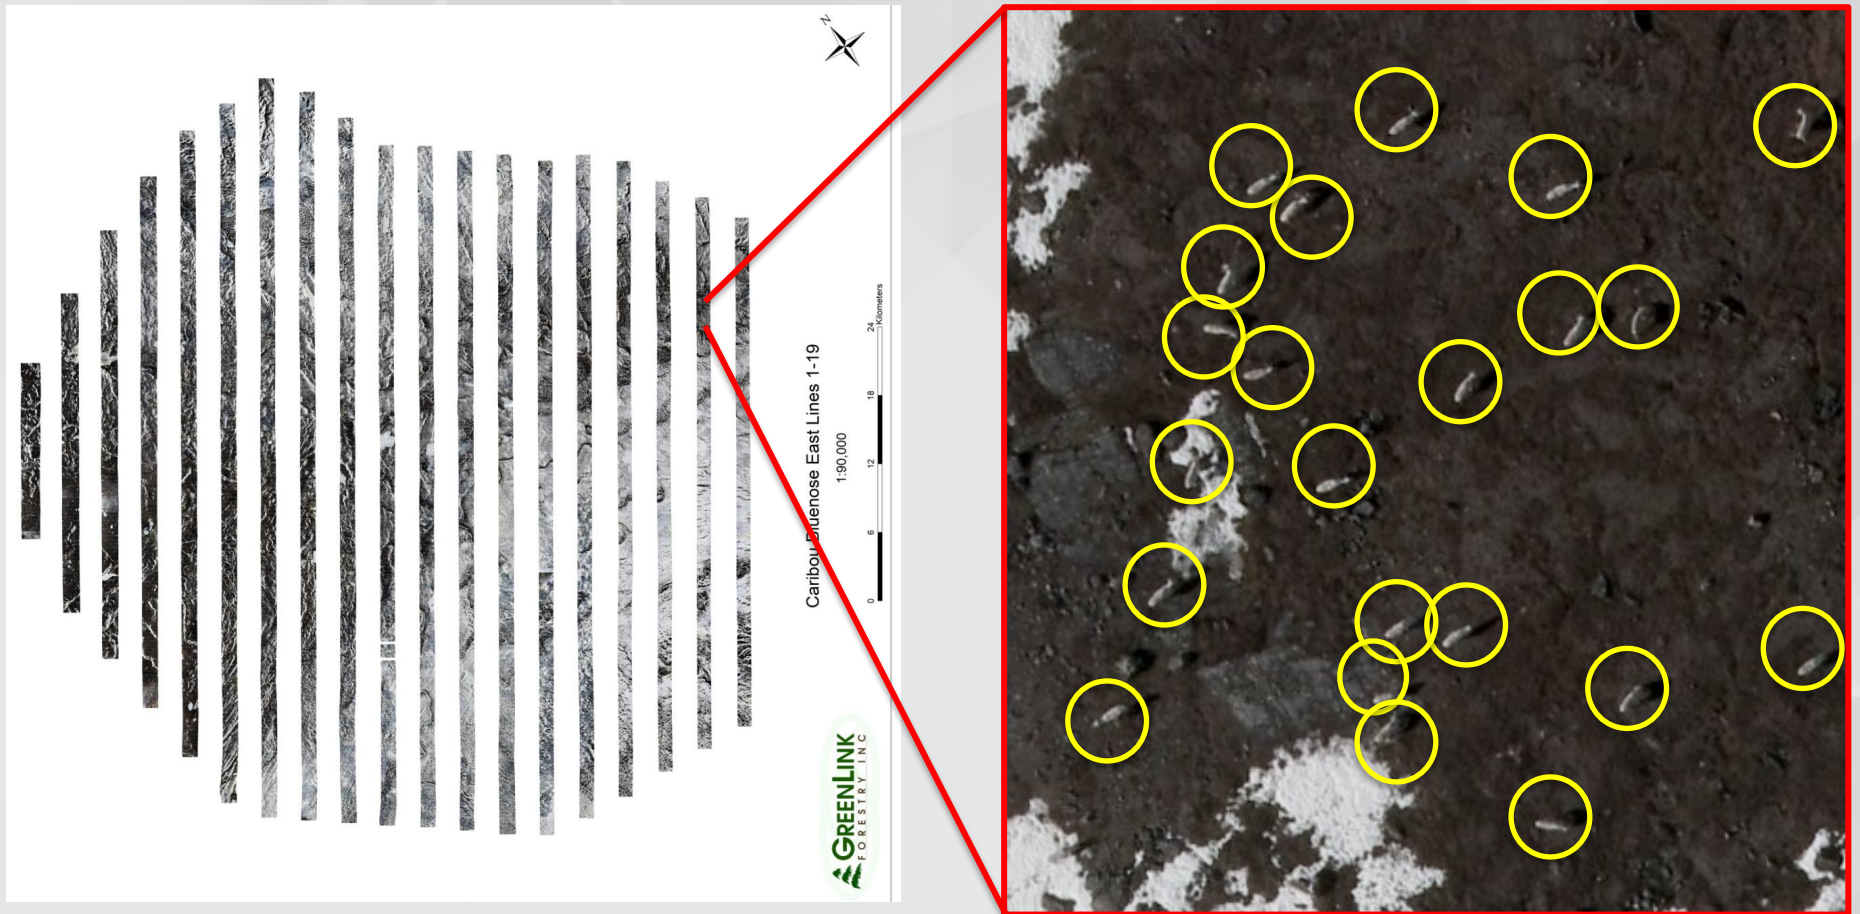 N
Caribou Bluenose East Lines 1-19
1:90,000
0 6 12 18 24
Kilometers
GREENLINK
FORESTRY INC